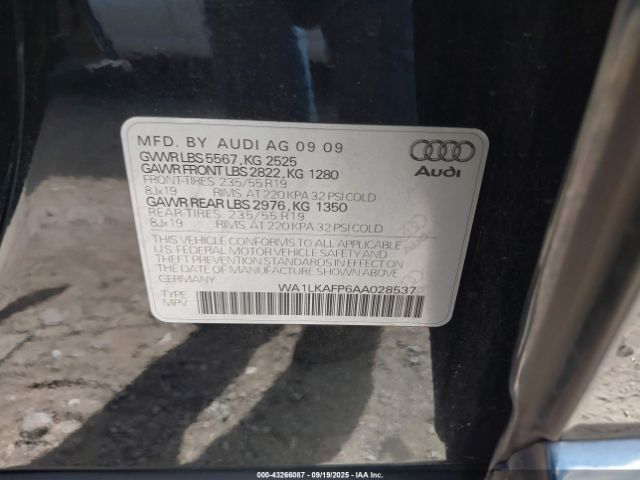 MFD. BY AUDI AG 09 09
GVWR LBS 5567, KG 2525
GAWR FRONT LBS 2822, KG 1280
FRONT-TIRES 235/55 R19
8Jx19 RIMS AT 220 KPA 32 PSI COLD
GAWR REAR LBS 2976, KG 1350
REAR-TIRES 235/55 R19
8Jx19 RIMS AT 220 KPA 32 PSI COLD
Audi
THIS VEHICLE CONFORMS TO ALL APPLICABLE
U.S FEDERAL MOTOR VEHICLE SAFETY AND
THEFT PREVENTION STANDARDS IN EFFECT ON
THE DATE OF MANUFACTURE SHOWN ABOVE.
GERMANY
WA1LKAFP6AA028537
TYPE
MPV
000-43266087 - 09/19/2025 - IAA Inc.